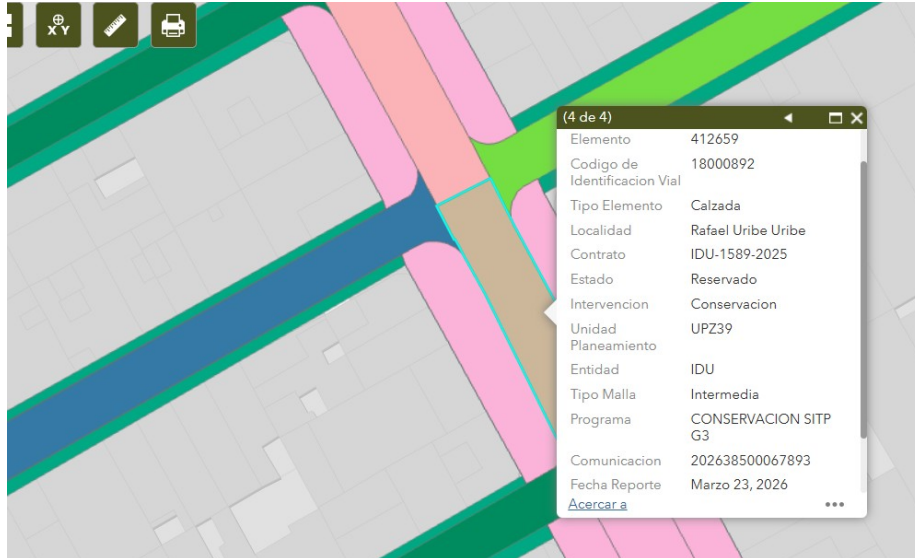 X Y
(4 de 4)
Elemento 412659
Codigo de Identificacion Vial 18000892
Tipo Elemento Calzada
Localidad Rafael Uribe Uribe
Contrato IDU-1589-2025
Estado Reservado
Intervencion Conservacion
Unidad Planeamiento UPZ39
Entidad IDU
Tipo Malla Intermedia
Programa CONSERVACION SITP G3
Comunicacion 202638500067893
Fecha Reporte Marzo 23, 2026
Acercar a